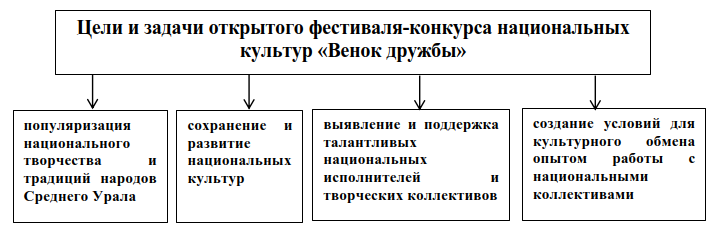 Цели и задачи открытого фестиваля-конкурса национальных
культур «Венок дружбы»
популяризация
национального
творчества и
традиций народов
Среднего Урала
сохранение и
развитие
национальных
культур
выявление и поддержка
талантливых
национальных
исполнителей и
творческих коллективов
создание условий для
культурного обмена
опытом работы с
национальными
коллективами